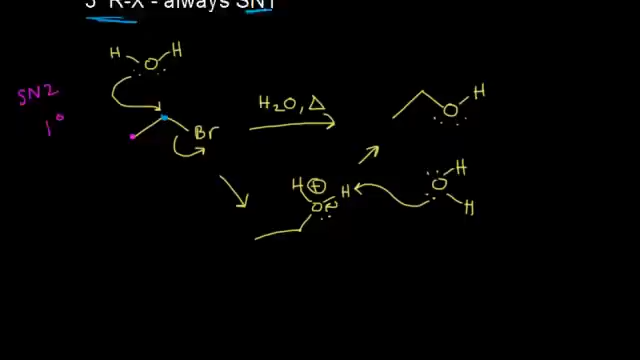 3° R-X - always SN1
H H
O
SN2
1°
Br
H2O, Δ
H
O
H + H
O
H
O
H